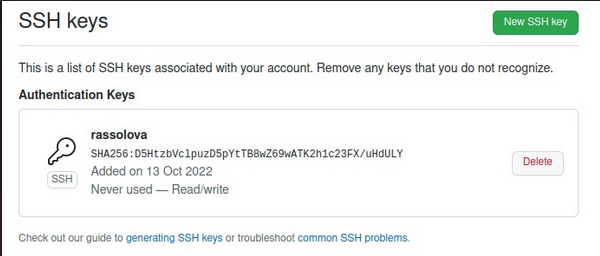 SSH keys
New SSH key
This is a list of SSH keys associated with your account. Remove any keys that you do not recognize.
Authentication Keys
rassolova
SHA256:D5HtzbVclpuzD5pYtTB8wZ69wATK2h1c23FX/uHdULY
Added on 13 Oct 2022
Never used — Read/write
SSH
Delete
Check out our guide to generating SSH keys or troubleshoot common SSH problems.